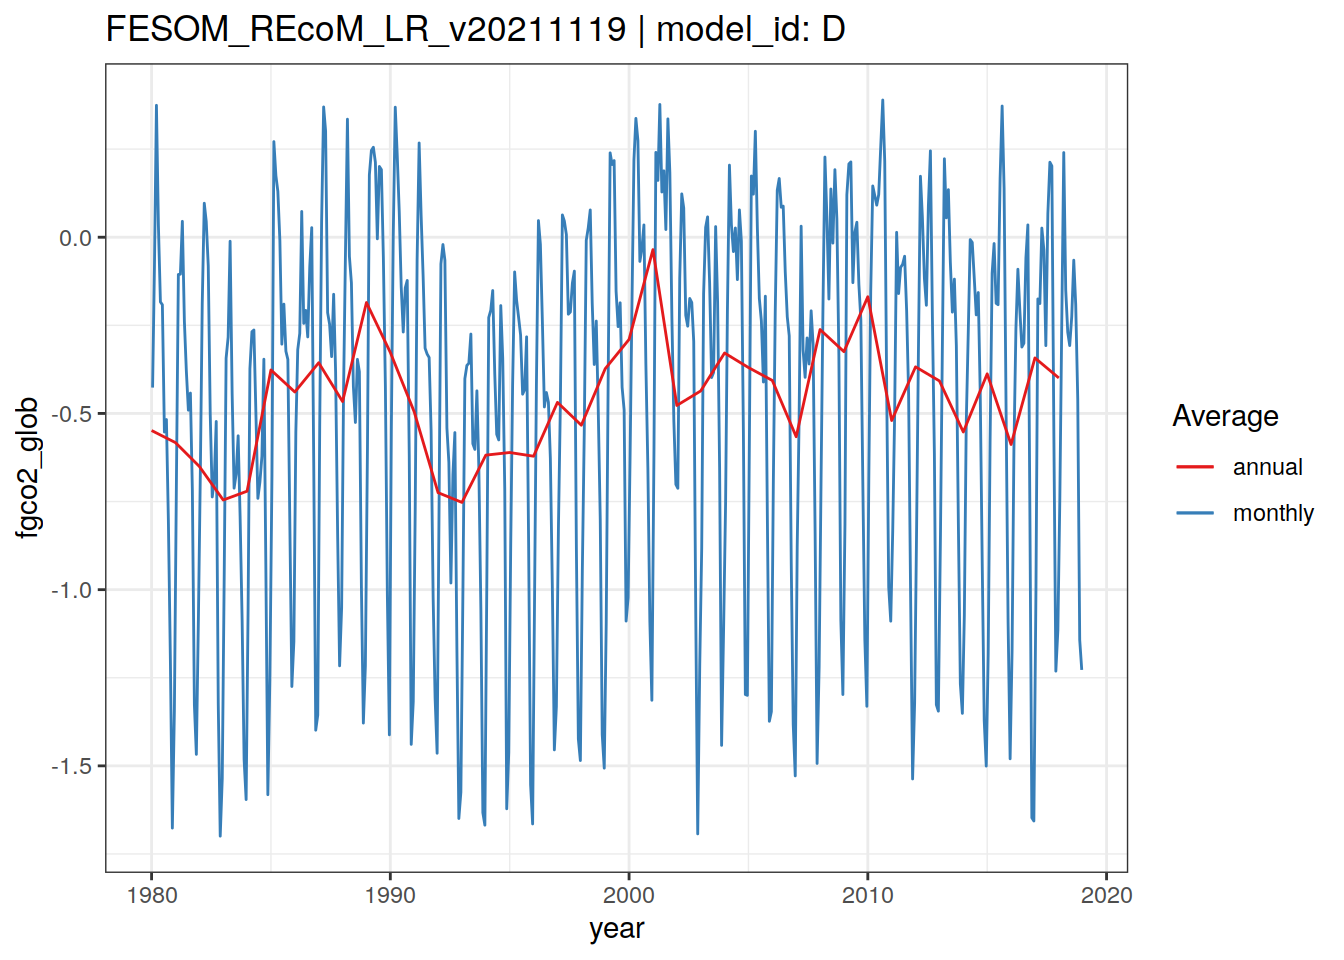 FESOM_REcoM_LR_v20211119 | model_id: D
fgco2_glob
0.0
-0.5
-1.0
-1.5
1980
1990
2000
2010
2020
year
Average
annual
monthly